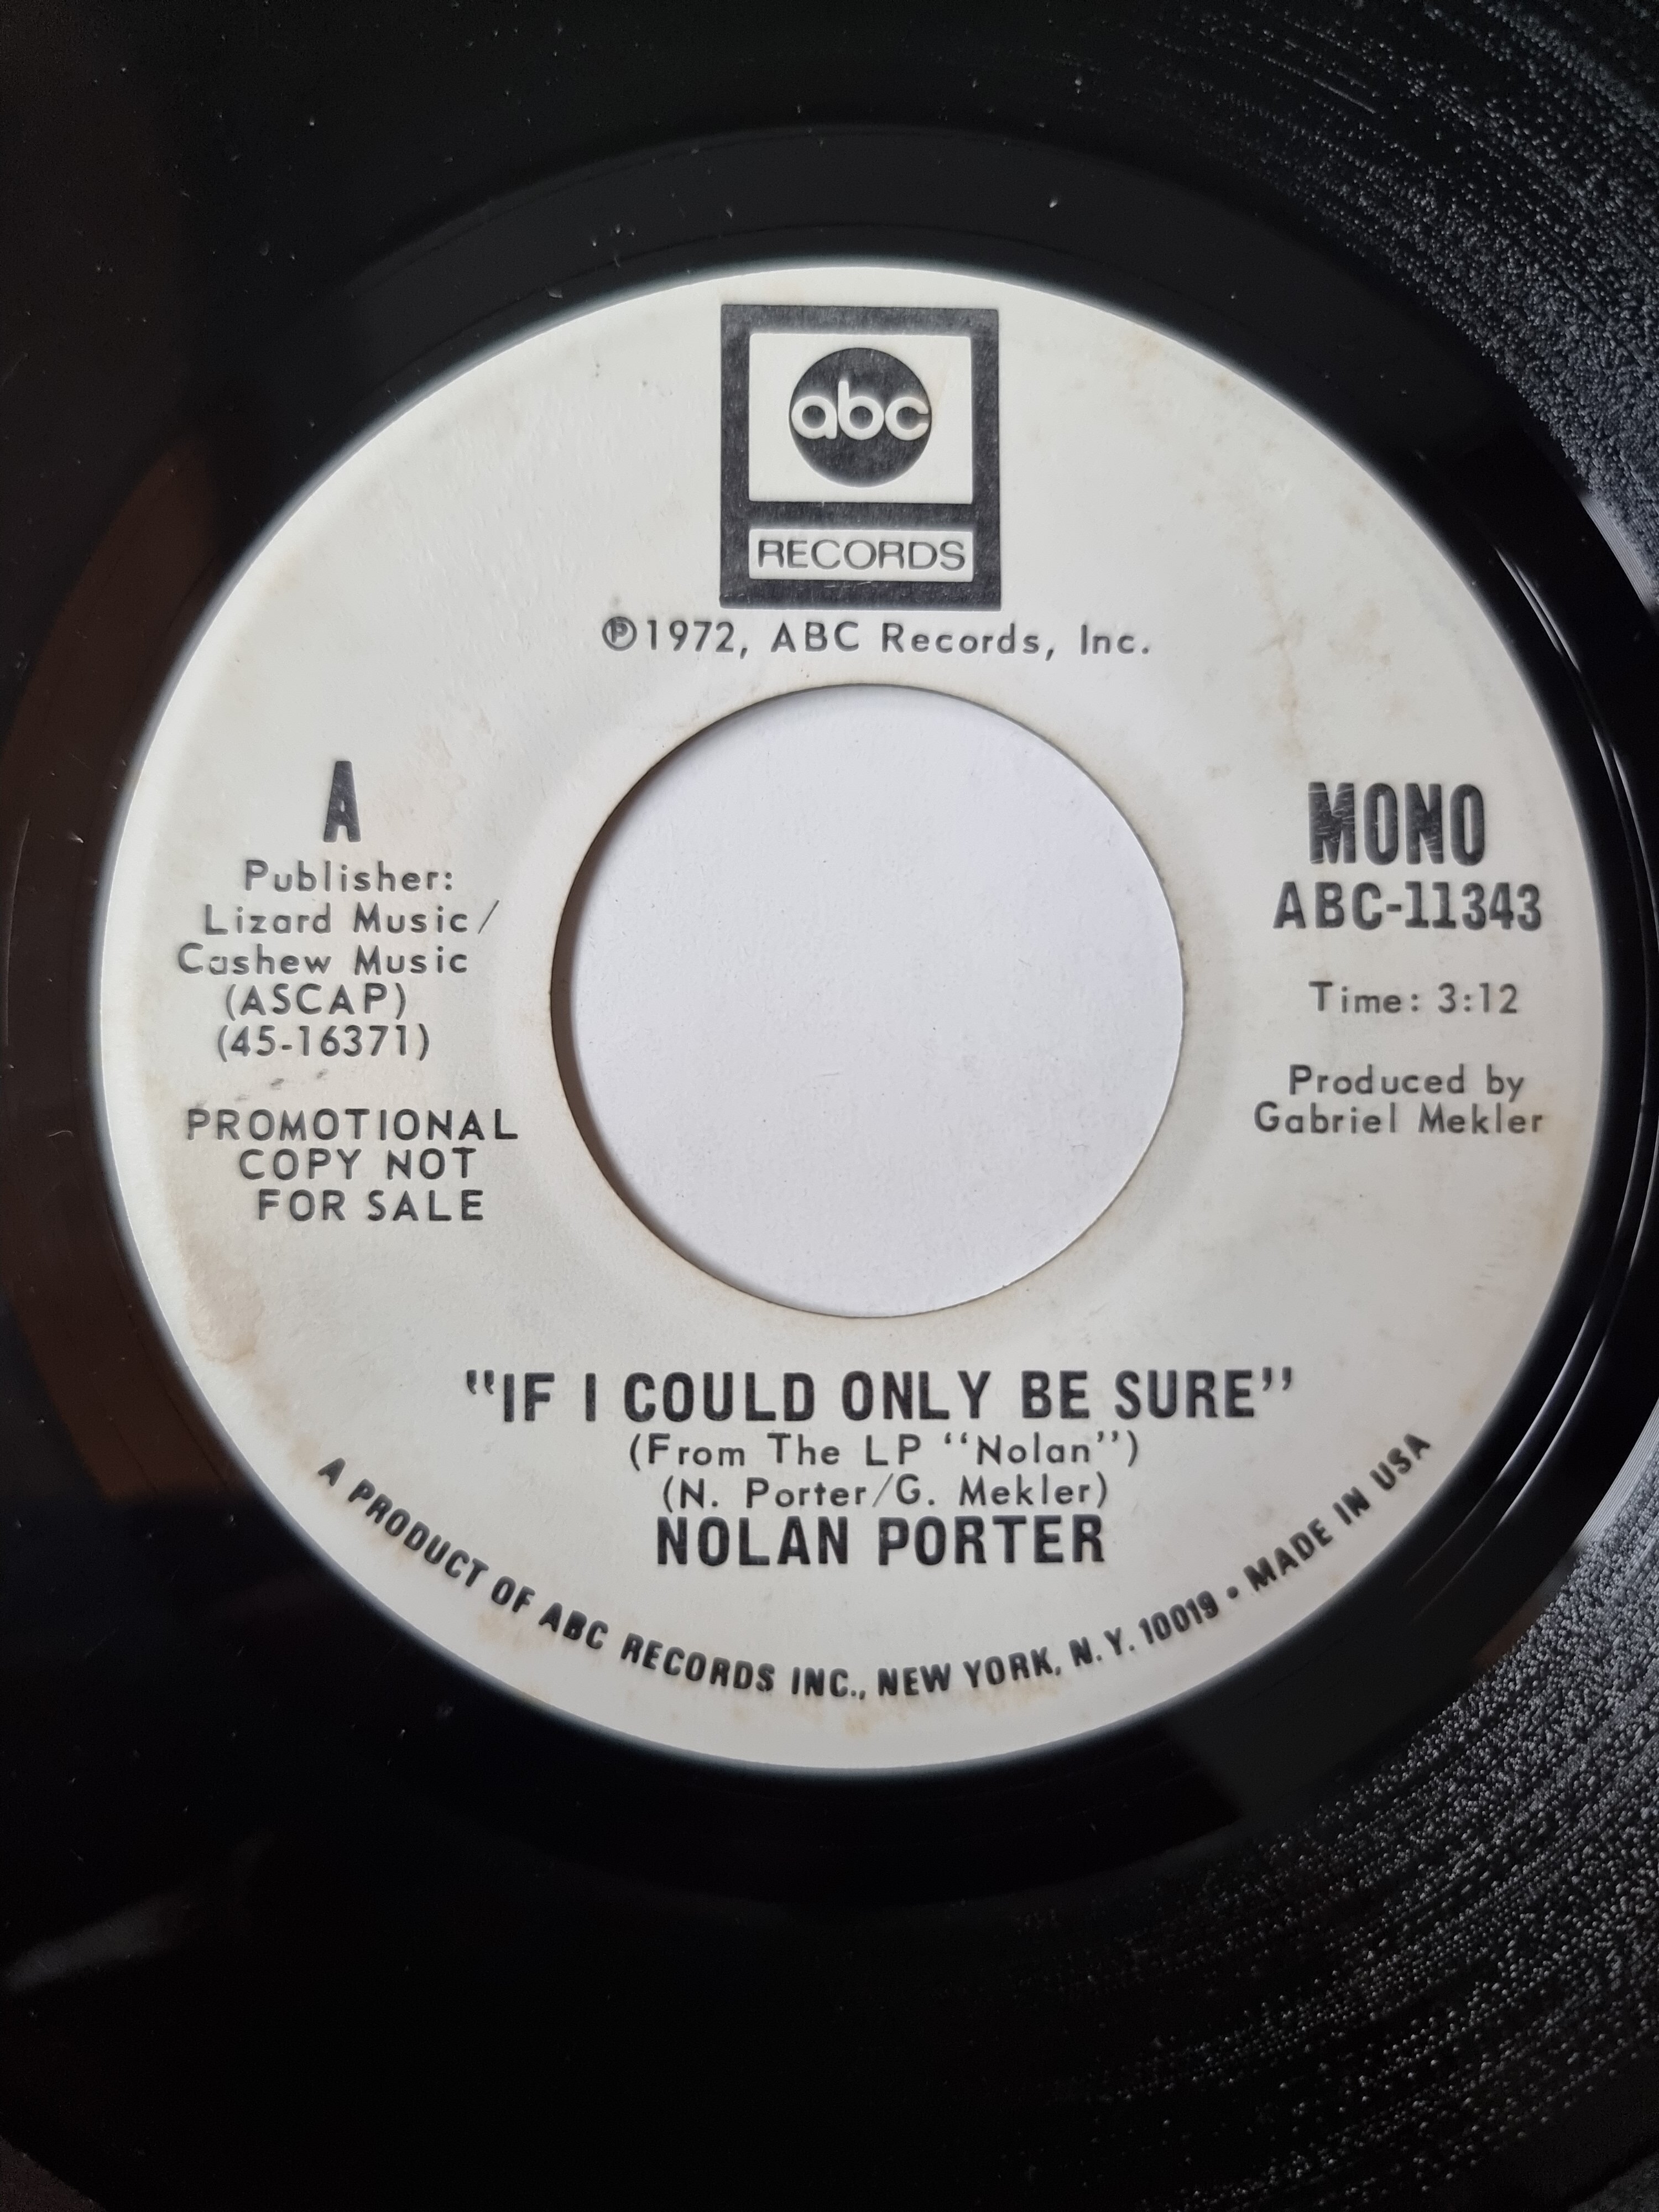 abc
RECORDS
℗1972, ABC Records, Inc.
A
Publisher:
Lizard Music/
Cashew Music
(ASCAP)
(45-16371)
PROMOTIONAL
COPY NOT
FOR SALE
MONO
ABC-11343
Time: 3:12
Produced by
Gabriel Mekler
"IF I COULD ONLY BE SURE"
(From The LP "Nolan")
(N. Porter/G. Mekler)
NOLAN PORTER
A PRODUCT OF ABC RECORDS INC., NEW YORK, N.Y. 10019 • MADE IN USA